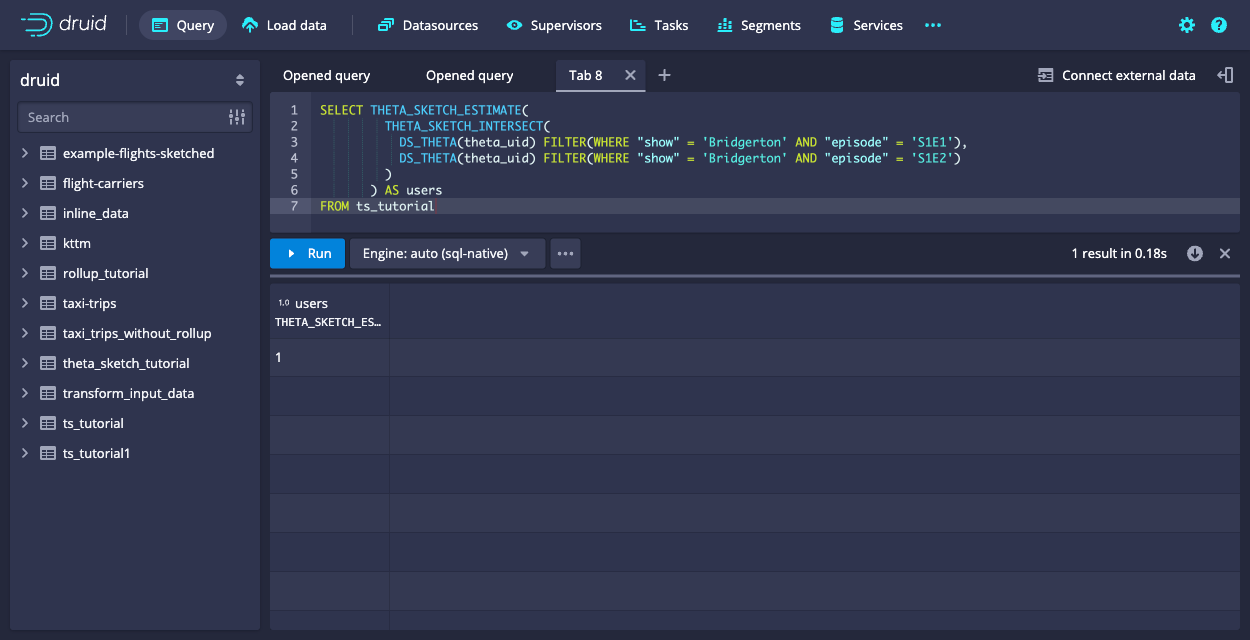 druid
Query
Load data
Datasources
Supervisors
Tasks
Segments
Services
druid
Search
example-flights-sketched
flight-carriers
inline_data
kttm
rollup_tutorial
taxi-trips
taxi_trips_without_rollup
theta_sketch_tutorial
transform_input_data
ts_tutorial
ts_tutorial1
Opened query
Opened query
Tab 8
Connect external data
1 SELECT THETA_SKETCH_ESTIMATE(
2 THETA_SKETCH_INTERSECT(
3 DS_THETA(theta_uid) FILTER(WHERE "show" = 'Bridgerton' AND "episode" = 'S1E1'),
4 DS_THETA(theta_uid) FILTER(WHERE "show" = 'Bridgerton' AND "episode" = 'S1E2')
5 )
6 ) AS users
7 FROM ts_tutorial
Run
Engine: auto (sql-native)
1 result in 0.18s
1.0 users
THETA_SKETCH_ES…
1